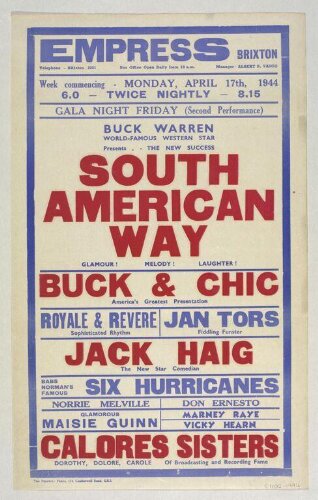 EMPRESS BRIXTON
Telephone - BRIxton
Box Office Open Daily from 10 a.m.
Manager
Week commencing - MONDAY, APRIL 17th, 1944
6.0 — TWICE NIGHTLY — 8.15
GALA NIGHT FRIDAY (Second Performance)
BUCK WARREN
WORLD-FAMOUS WESTERN STAR
Presents . . THE NEW SUCCESS
SOUTH
AMERICAN
WAY
GLAMOUR! MELODY! LAUGHTER!
BUCK & CHIC
America's Greatest Presentation
ROYALE & REVERE
Sophisticated Rhythm
JAN TORS
Fiddling Funster
JACK HAIG
The New Star Comedian
BABS
NORMAN'S
FAMOUS
SIX HURRICANES
NORRIE MELVILLE
DON ERNESTO
GLAMOROUS
MAISIE QUINN
MARNEY RAYE
VICKY HEARN
CALORES SISTERS
DOROTHY, DOLORE, CAROLE Of Broadcasting and Recording Fame